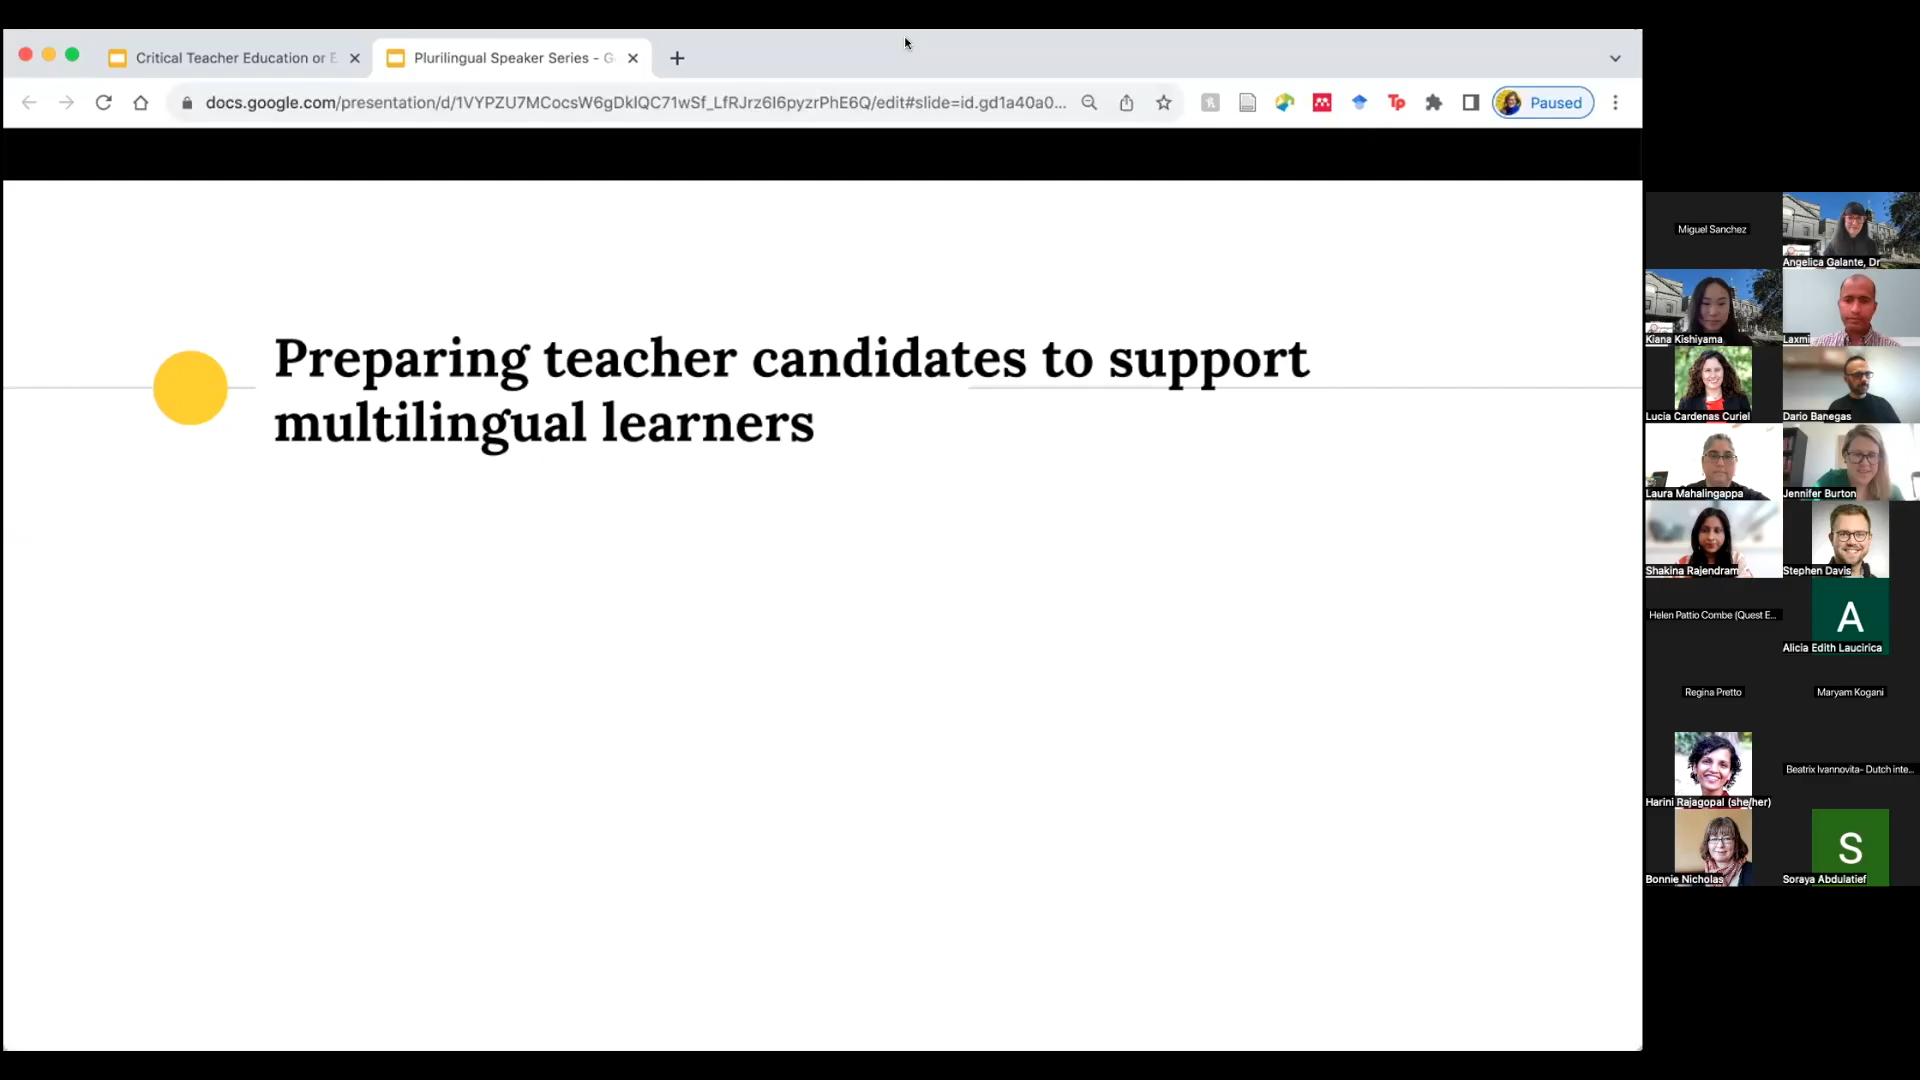 Critical Teacher Education or E
Plurilingual Speaker Series - G
docs.google.com/presentation/d/1VYPZU7MCocsW6gDkIQC71wSf_LfRJrz6I6pyzrPhE6Q/edit#slide=id.gd1a40a0...
Tp
Paused
Preparing teacher candidates to support
multilingual learners
Miguel Sanchez
Angelica Galante, Dr
Kiana Kishiyama
Laxmi
Lucia Cardenas Curiel
Dario Banegas
Laura Mahalingappa
Jennifer Burton
Shakina Rajendram
Stephen Davis
Helen Pattio Combe (Quest E...
A
Alicia Edith Laucirica
Regina Pretto
Maryam Kogani
Harini Rajagopal (she/her)
Beatrix Ivannovita- Dutch inte...
Bonnie Nicholas
S
Soraya Abdulatief